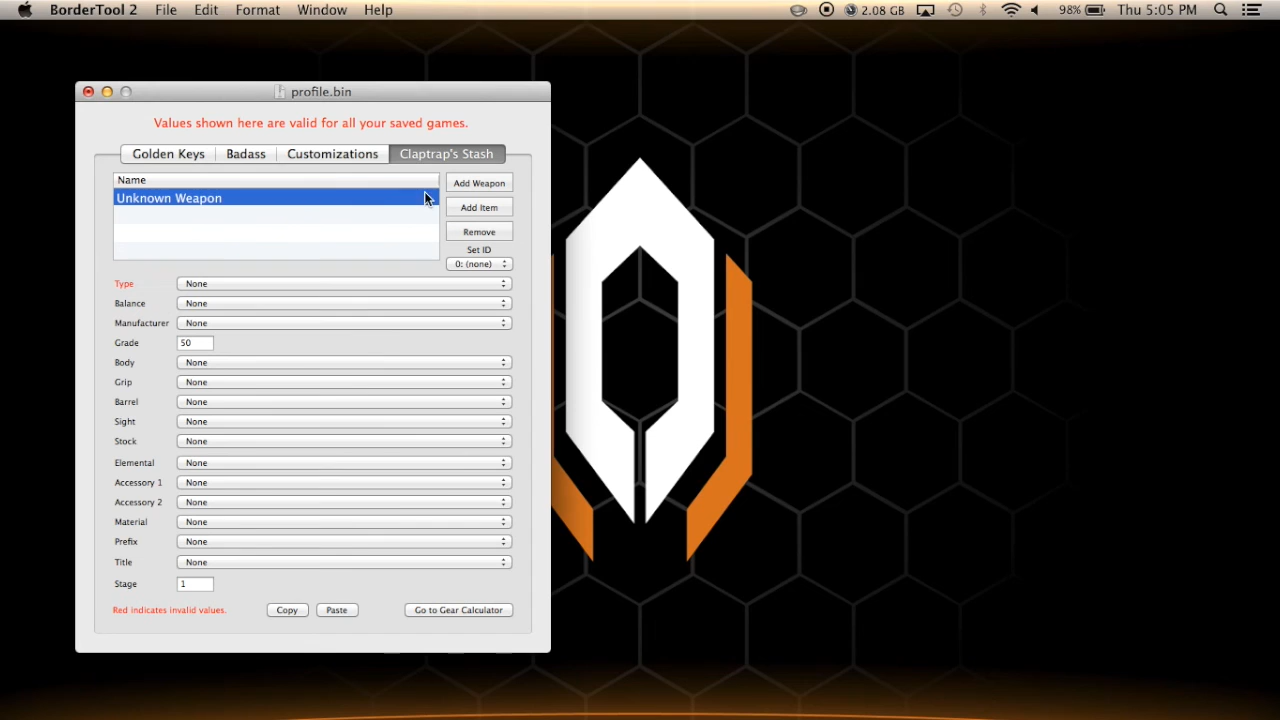 BorderTool 2 File Edit Format Window Help 2.08 GB 98% Thu 5:05 PM
profile.bin
Values shown here are valid for all your saved games.
Golden Keys Badass Customizations Claptrap's Stash
Name
Unknown Weapon
Add Weapon
Add Item
Remove
Set ID
0: (none)
Type None
Balance None
Manufacturer None
Grade 50
Body None
Grip None
Barrel None
Sight None
Stock None
Elemental None
Accessory 1 None
Accessory 2 None
Material None
Prefix None
Title None
Stage 1
Red indicates invalid values. Copy Paste Go to Gear Calculator